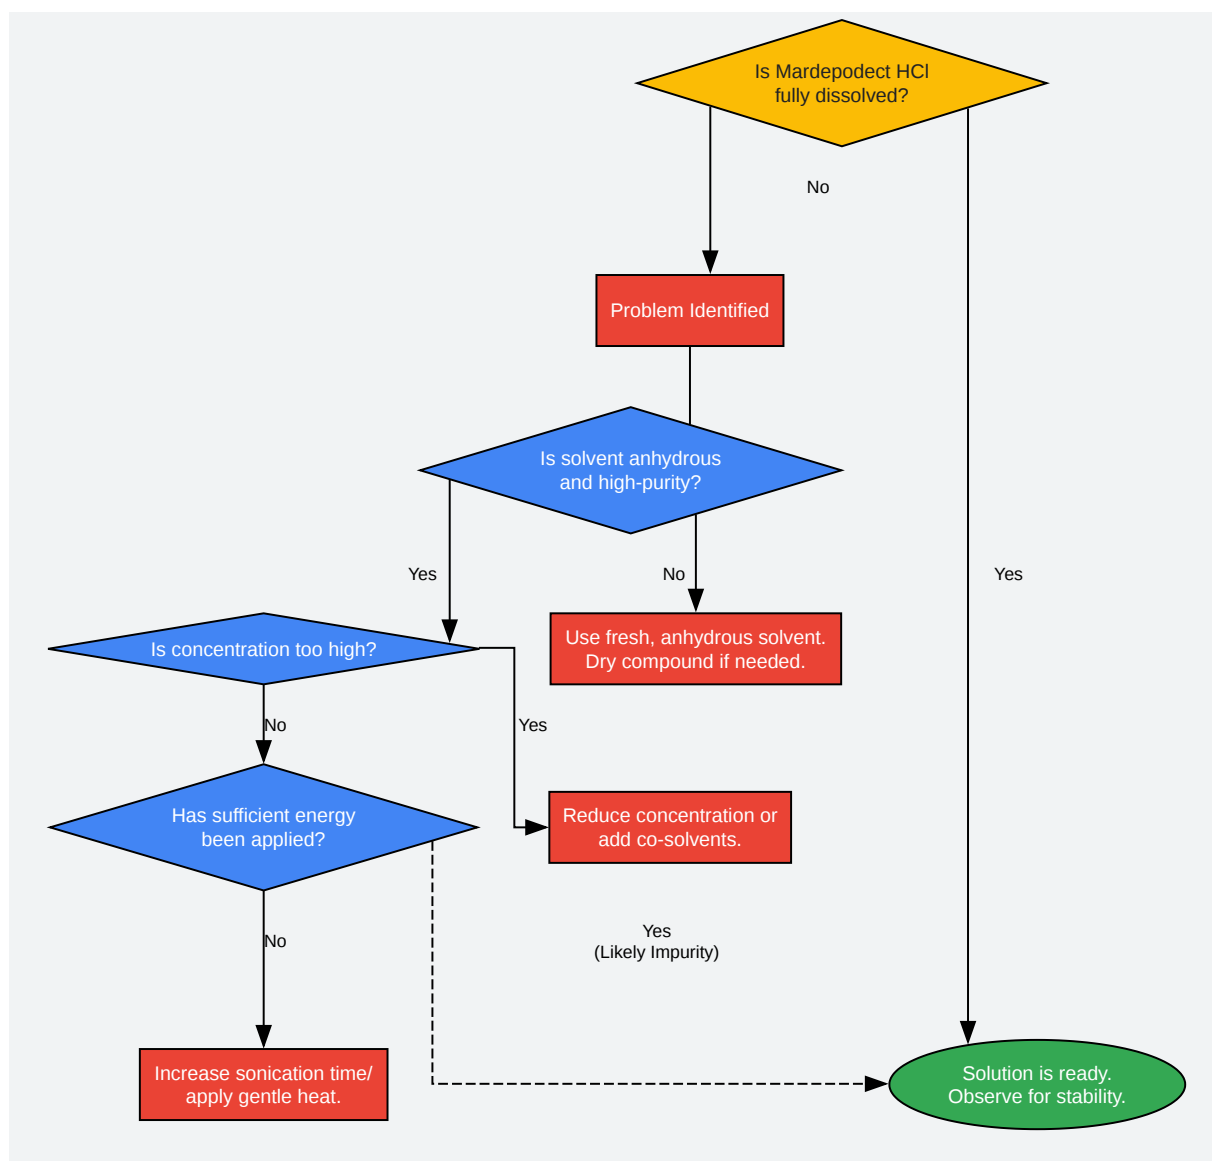 Is Mardepodect HCl
fully dissolved?
No
Problem Identified
Is solvent anhydrous
and high-purity?
Yes
No
Yes
Use fresh, anhydrous solvent.
Dry compound if needed.
Is concentration too high?
No
Yes
Has sufficient energy
been applied?
Reduce concentration or
add co-solvents.
No
Yes
(Likely Impurity)
Increase sonication time/
apply gentle heat.
Solution is ready.
Observe for stability.